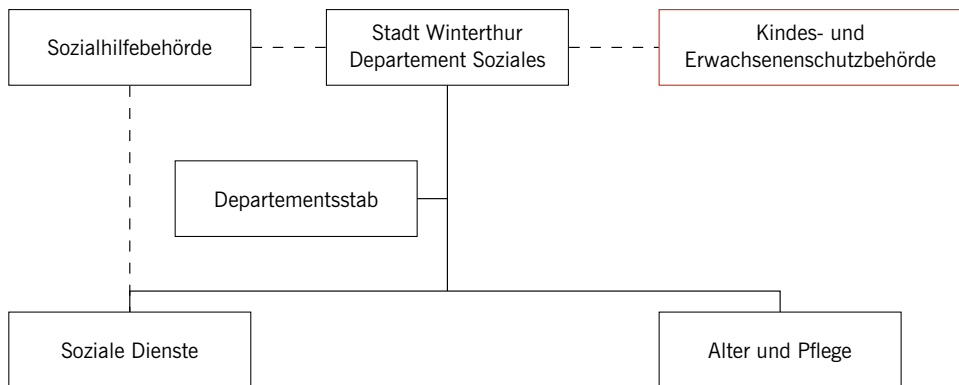 Sozialhilfebehörde
Stadt Winterthur
Departement Soziales
Kindes- und
Erwachsenenschutzbehörde
Departementsstab
Soziale Dienste
Alter und Pflege